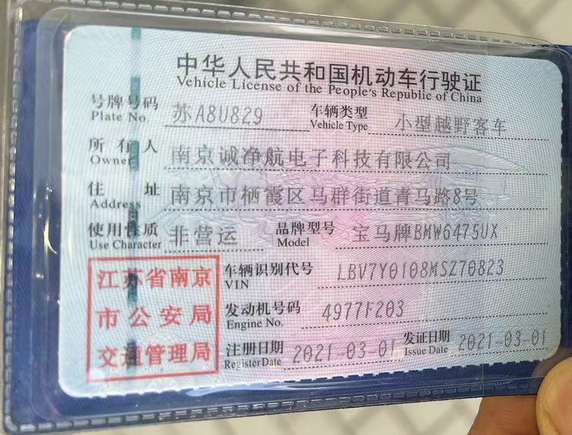 中华人民共和国机动车行驶证
Vehicle License of the People's Republic of China
号牌号码 苏A8U829 车辆类型 小型越野客车
Plate No. Vehicle Type
所有人 南京诚净航电子科技有限公司
Owner
住址 南京市栖霞区马群街道青马路8号
Address
使用性质 非营运 品牌型号 宝马牌BMW6475UX
Use Character Model
江苏省南京
市公安局
交通管理局
车辆识别代号 LBV7Y0108MSZ70823
VIN
发动机号码 4977F203
Engine No.
注册日期 2021-03-01 发证日期 2021-03-01
Register Date Issue Date